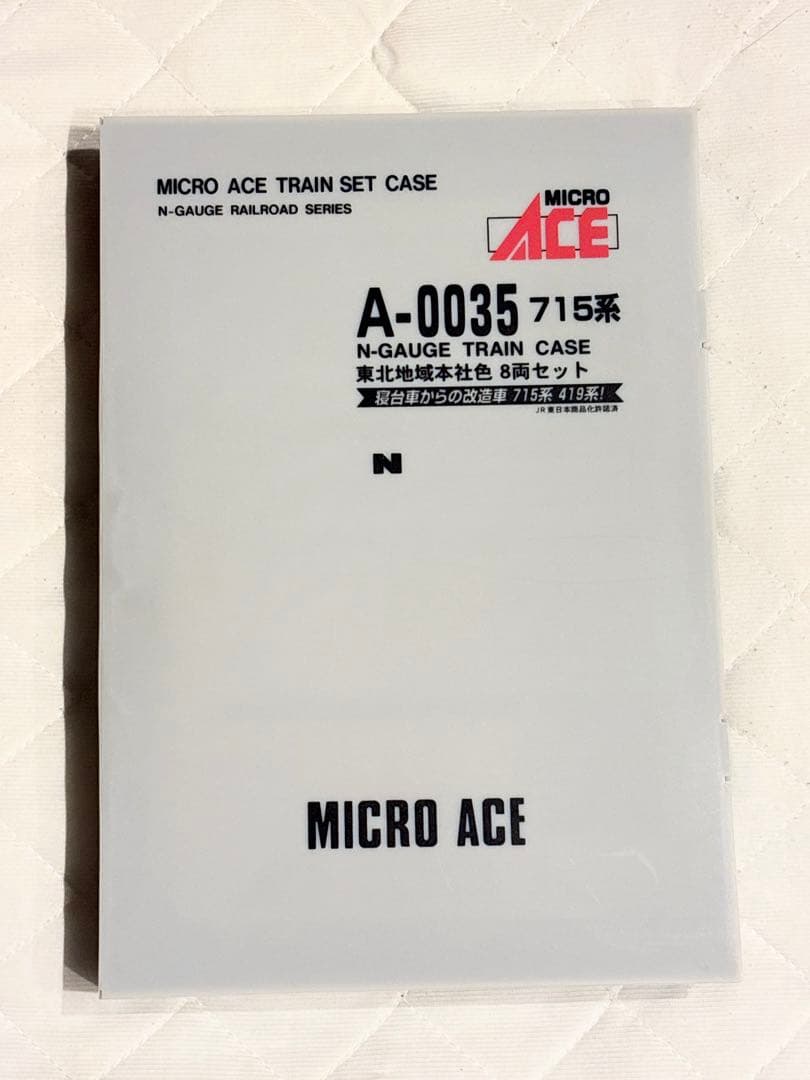 MICRO ACE TRAIN SET CASE
N-GAUGE RAILROAD SERIES
MICRO
ACE
A-0035 715系
N-GAUGE TRAIN CASE
東北地域本社色 8両セット
寝台車からの改造車 715系 419系!
JR東日本商品化許諾済
N
MICRO ACE